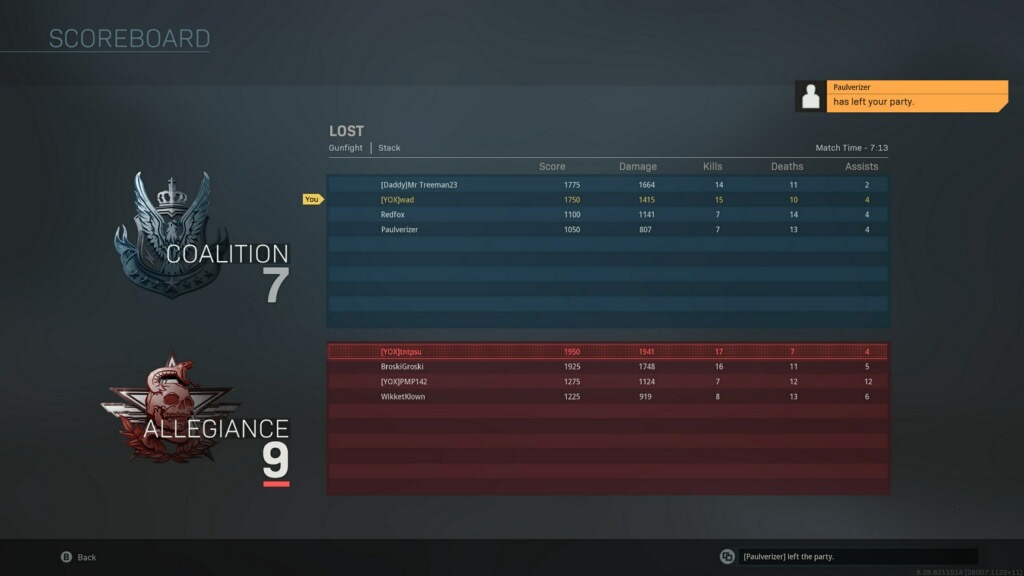 SCOREBOARD
Paulverizer
has left your party.
LOST
Gunfight | Stack
Match Time - 7:13
Score Damage Kills Deaths Assists
[Daddy]Mr Treeman23 1775 1664 14 11 2
You [YOX]wad 1750 1415 15 10 4
Redfox 1100 1141 7 14 4
Paulverizer 1050 807 7 13 4
COALITION
7
[YOX]tntpsu 1950 1941 17 7 4
BroskiGroski 1925 1748 16 11 5
[YOX]PMP142 1275 1124 7 12 12
WikketKlown 1225 919 8 13 6
ALLEGIANCE
9
B Back
[Paulverizer] left the party.